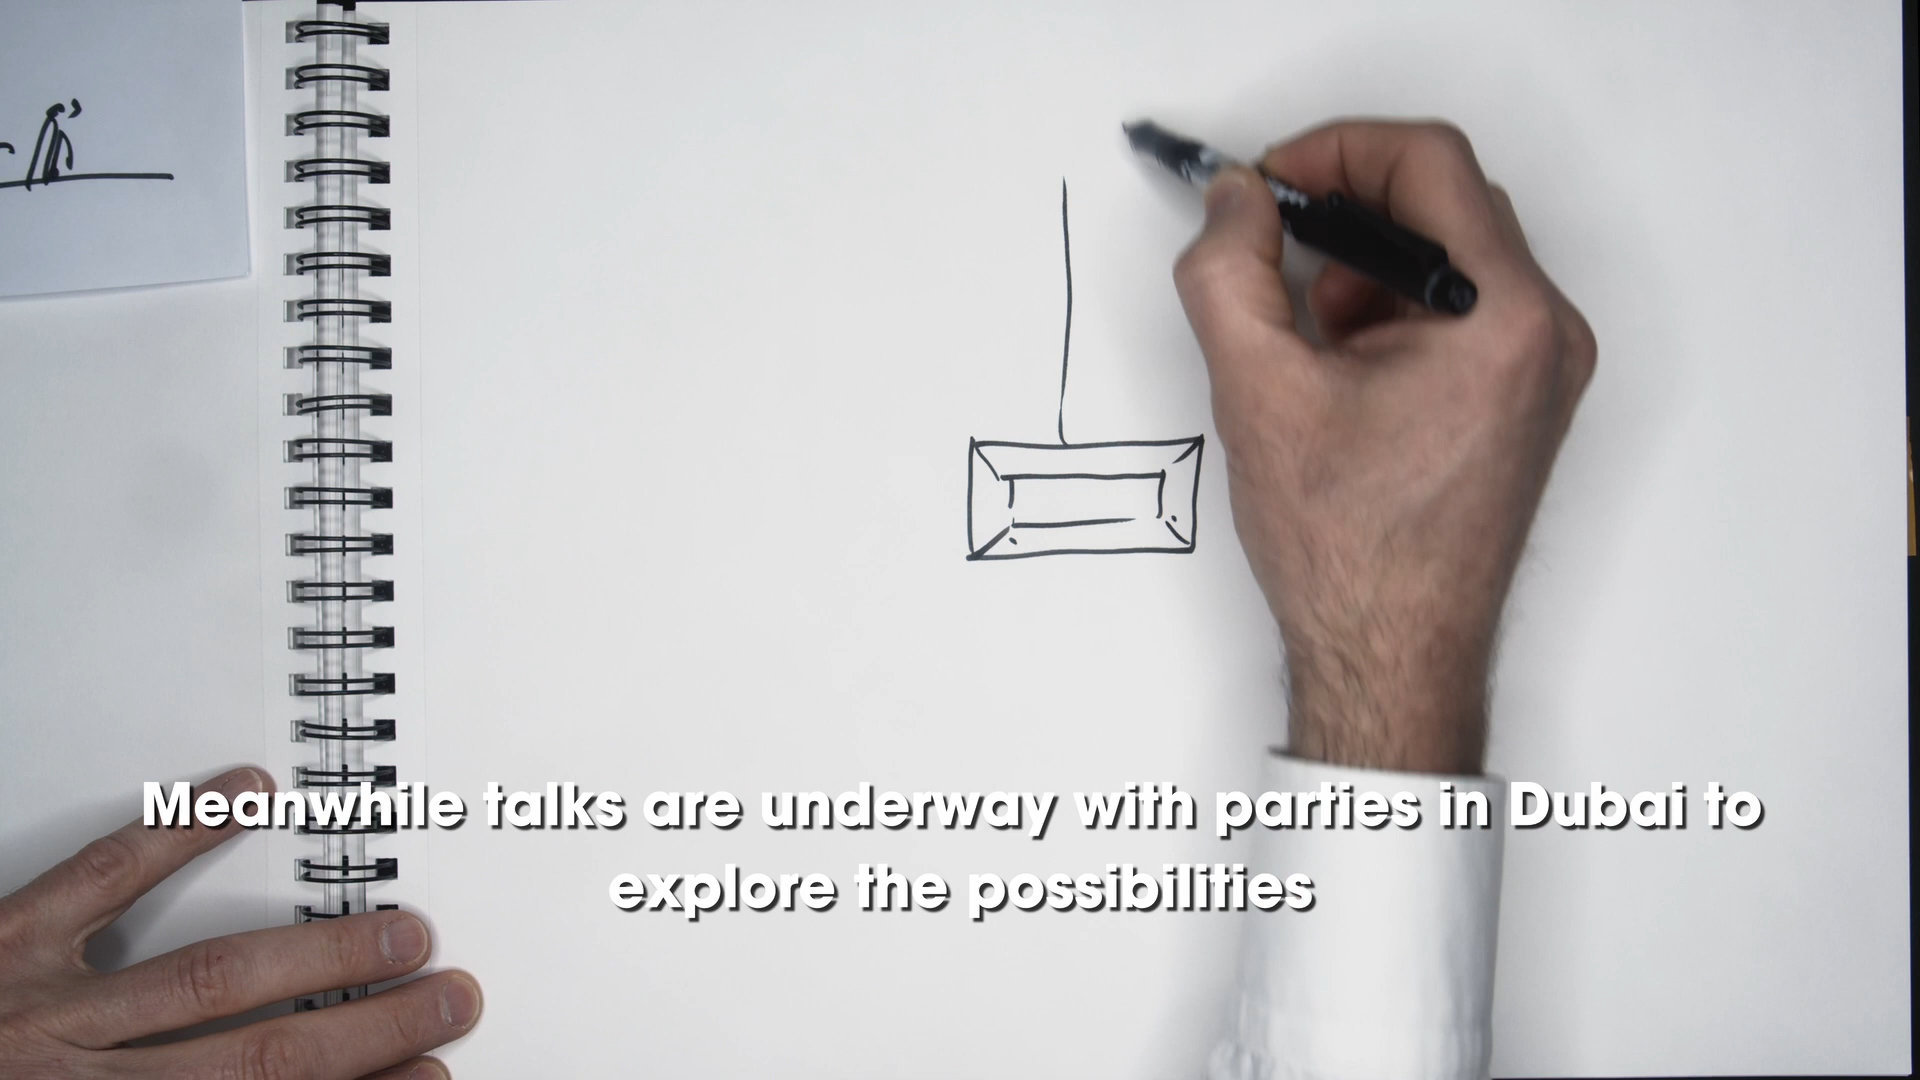 Meanwhile talks are underway with parties in Dubai to
explore the possibilities